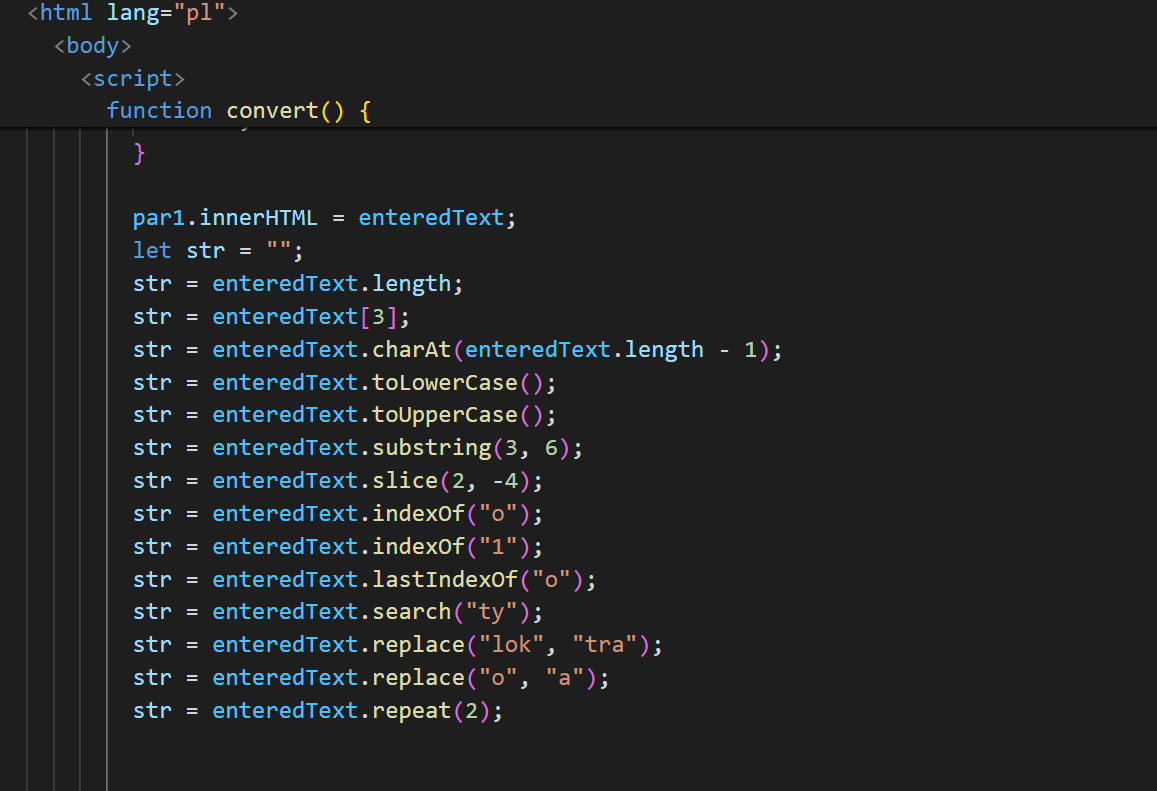 <html lang="pl">
<body>
<script>
function convert() {
}
par1.innerHTML = enteredText;
let str = "";
str = enteredText.length;
str = enteredText[3];
str = enteredText.charAt(enteredText.length - 1);
str = enteredText.toLowerCase();
str = enteredText.toUpperCase();
str = enteredText.substring(3, 6);
str = enteredText.slice(2, -4);
str = enteredText.indexOf("o");
str = enteredText.indexOf("1");
str = enteredText.lastIndexOf("o");
str = enteredText.search("ty");
str = enteredText.replace("lok", "tra");
str = enteredText.replace("o", "a");
str = enteredText.repeat(2);